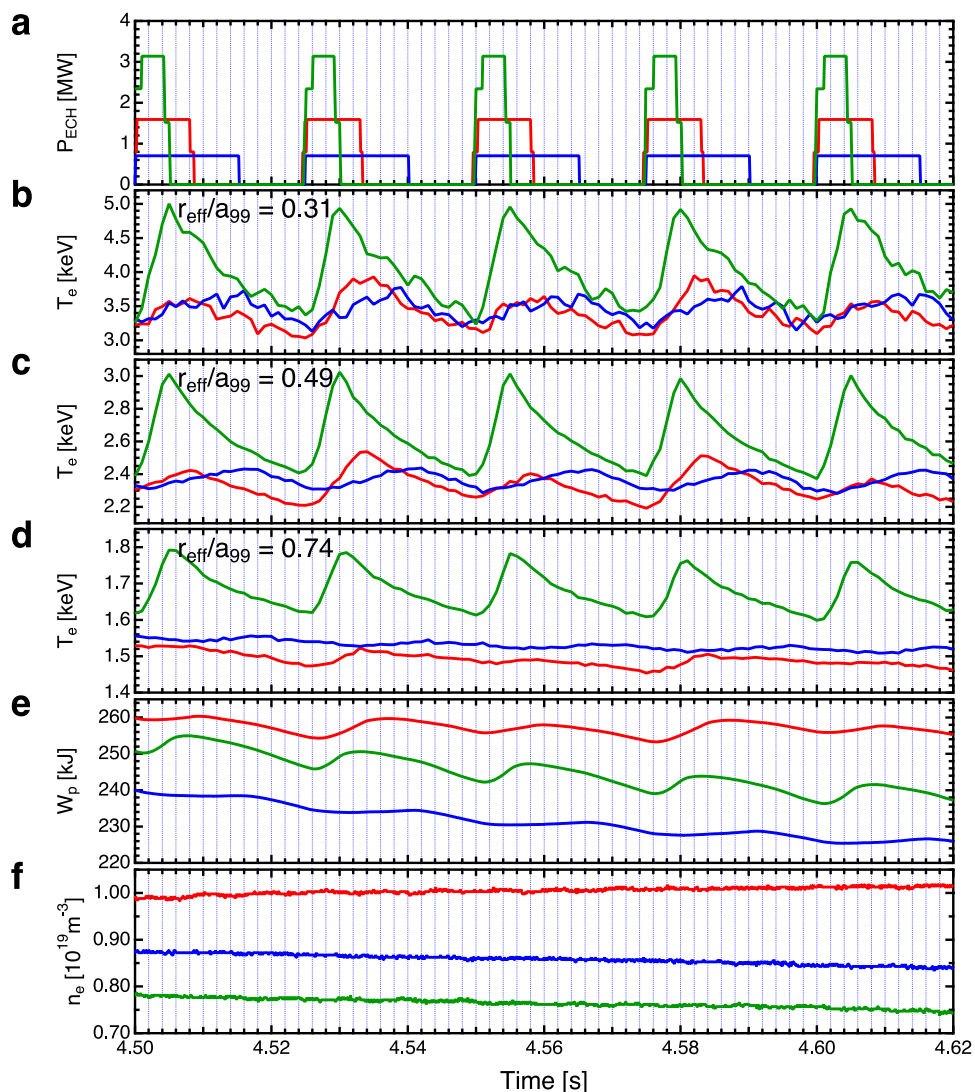 a
P_ECH [MW]
4
3
2
1
0
b
r_eff/a_99 = 0.31
T_e [keV]
5.0
4.5
4.0
3.5
3.0
c
r_eff/a_99 = 0.49
T_e [keV]
3.0
2.8
2.6
2.4
2.2
d
r_eff/a_99 = 0.74
T_e [keV]
1.8
1.7
1.6
1.5
1.4
e
W_p [kJ]
260
250
240
230
220
f
n_e [10^19 m^-3]
1.00
0.90
0.80
0.70
4.50 4.52 4.54 4.56 4.58 4.60 4.62
Time [s]